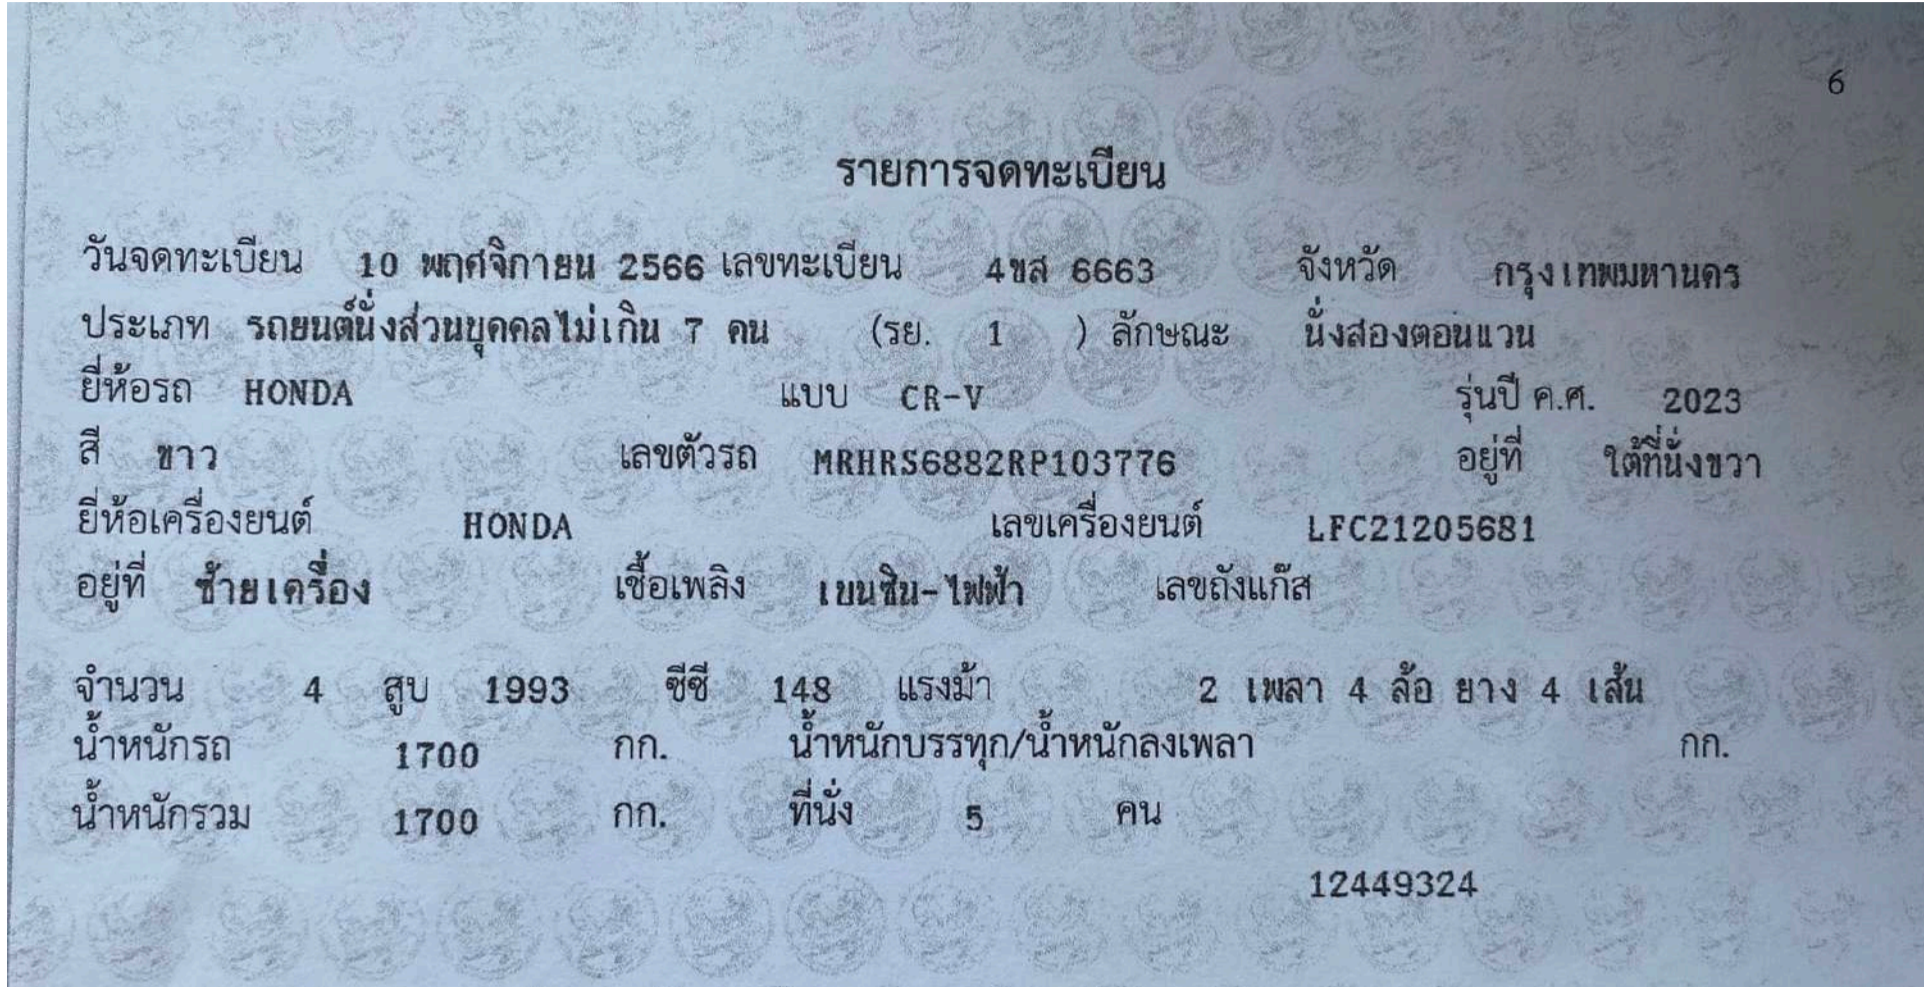 6
รายการจดทะเบียน
วันจดทะเบียน 10 พฤศจิกายน 2566 เลขทะเบียน 4ขส 6663 จังหวัด กรุงเทพมหานคร
ประเภท รถยนต์นั่งส่วนบุคคลไม่เกิน 7 คน (รย. 1 ) ลักษณะ นั่งสองตอนแวน
ยี่ห้อรถ HONDA แบบ CR-V รุ่นปี ค.ศ. 2023
สี ขาว เลขตัวรถ MRHRS6882RP103776 อยู่ที่ ใต้ที่นั่งขวา
ยี่ห้อเครื่องยนต์ HONDA เลขเครื่องยนต์ LFC21205681
อยู่ที่ ซ้ายเครื่อง เชื้อเพลิง เบนซิน-ไฟฟ้า เลขถังแก๊ส
จำนวน 4 สูบ 1993 ซีซี 148 แรงม้า 2 เพลา 4 ล้อ ยาง 4 เส้น
น้ำหนักรถ 1700 กก. น้ำหนักบรรทุก/น้ำหนักลงเพลา กก.
น้ำหนักรวม 1700 กก. ที่นั่ง 5 คน
12449324